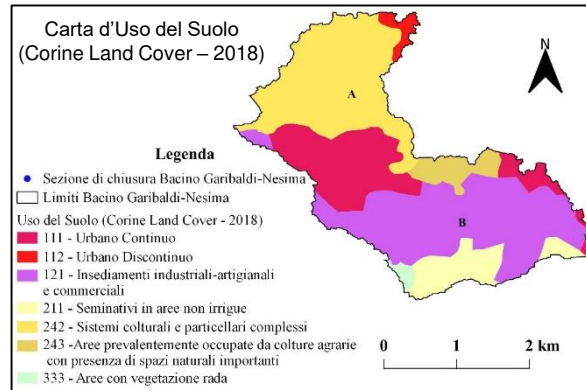 Carta d'Uso del Suolo
(Corine Land Cover – 2018)
N
A
B
Legenda
Sezione di chiusura Bacino Garibaldi-Nesima
Limiti Bacino Garibaldi-Nesima
Uso del Suolo (Corine Land Cover - 2018)
111 - Urbano Continuo
112 - Urbano Discontinuo
121 - Insediamenti industriali-artigianali
e commerciali
211 - Seminativi in aree non irrigue
242 - Sistemi colturali e particellari complessi
243 -Aree prevalentemente occupate da colture agrarie
con presenza di spazi naturali importanti
333 - Aree con vegetazione rada
0 1 2 km